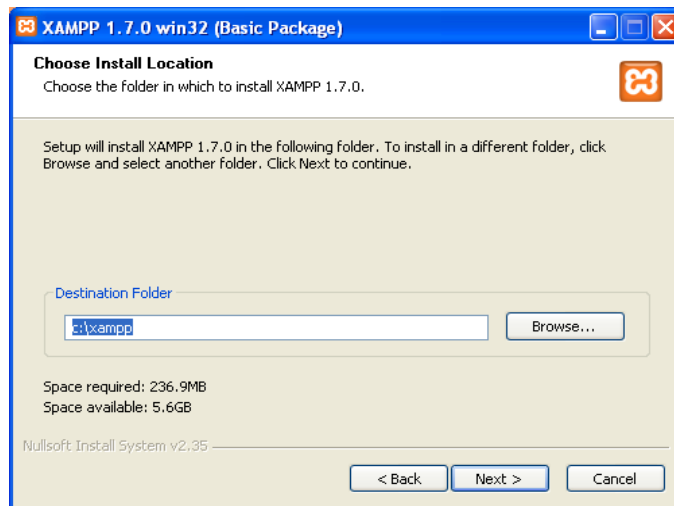 XAMPP 1.7.0 win32 (Basic Package)
Choose Install Location
Choose the folder in which to install XAMPP 1.7.0.
Setup will install XAMPP 1.7.0 in the following folder. To install in a different folder, click
Browse and select another folder. Click Next to continue.
Destination Folder
c:\xampp
Browse...
Space required: 236.9MB
Space available: 5.6GB
Nullsoft Install System v2.35
< Back
Next >
Cancel